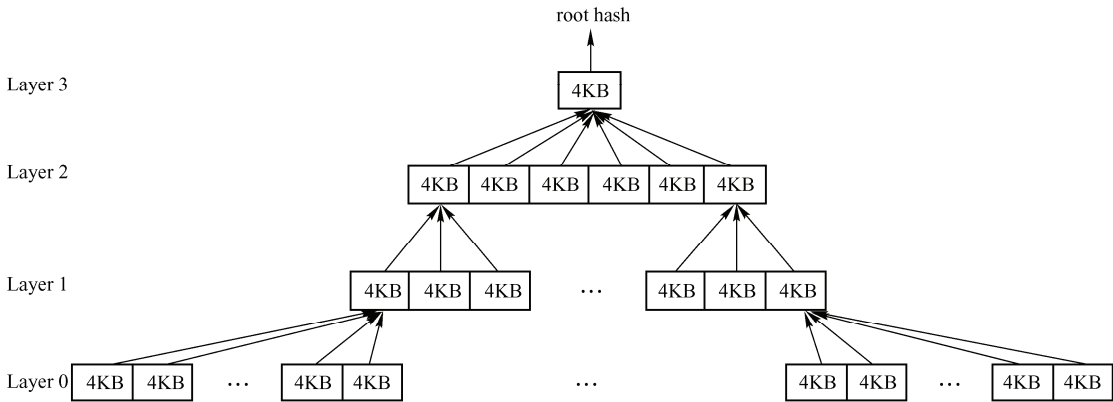 root hash
Layer 3
4KB
Layer 2
4KB 4KB 4KB 4KB 4KB 4KB
Layer 1
4KB 4KB 4KB ... 4KB 4KB 4KB
Layer 0
4KB 4KB ... 4KB 4KB ... 4KB 4KB ... 4KB 4KB